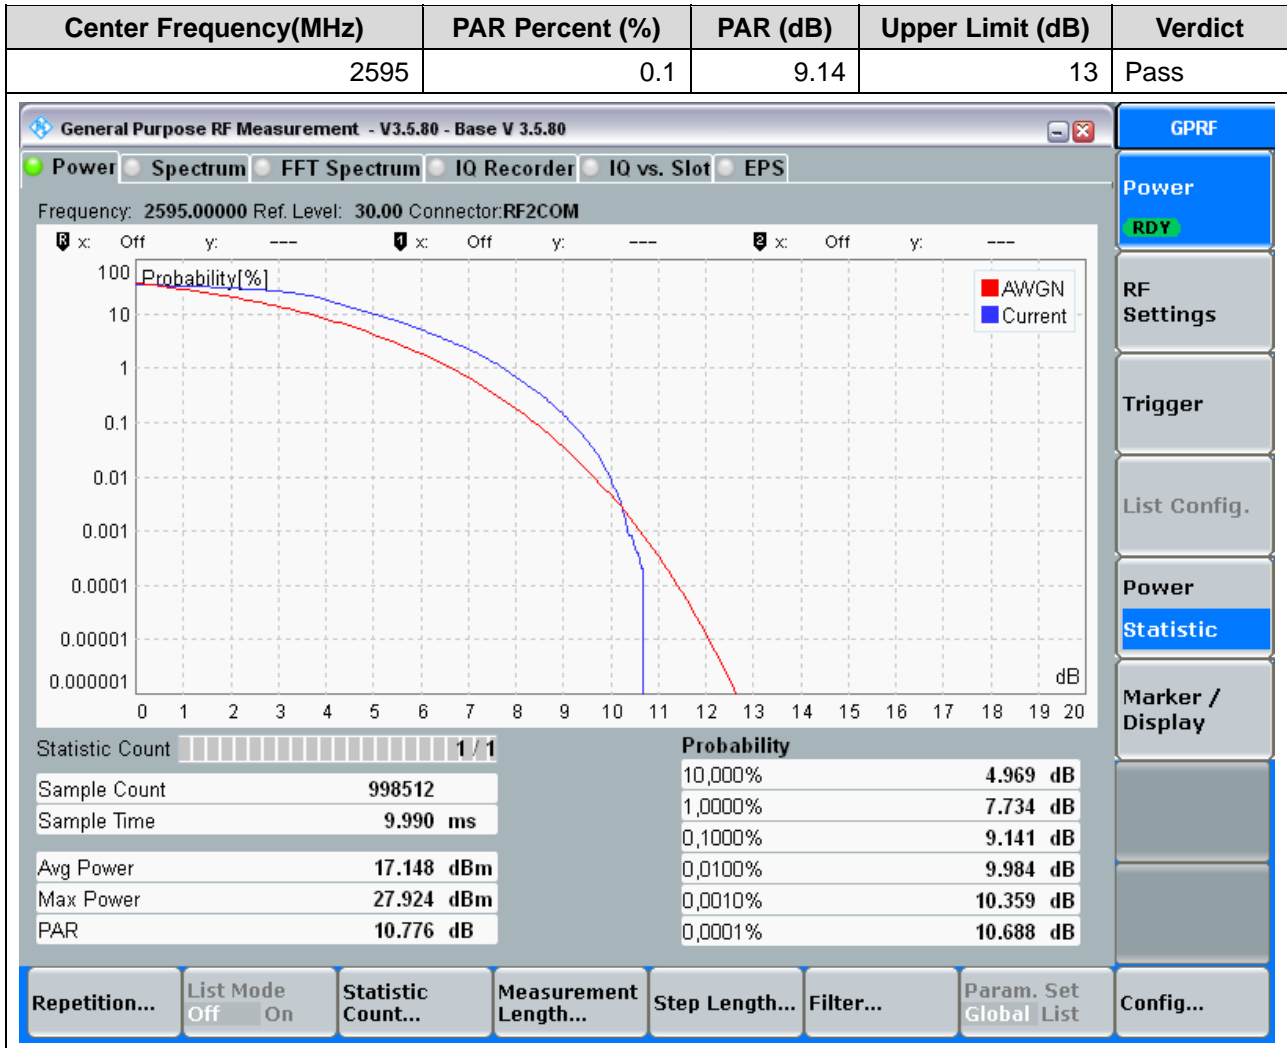 Center Frequency(MHz) PAR Percent (%) PAR (dB) Upper Limit (dB) Verdict
2595 0.1 9.14 13 Pass
General Purpose RF Measurement - V3.5.80 - Base V 3.5.80
GPRF
Power Spectrum FFT Spectrum IQ Recorder IQ vs. Slot EPS
Frequency: 2595.00000 Ref. Level: 30.00 Connector:RF2COM
R x: Off y: --- 1 x: Off y: --- 2 x: Off y: ---
Probability[%]
100
10
1
0.1
0.01
0.001
0.0001
0.00001
0.000001
AWGN
Current
dB
0 1 2 3 4 5 6 7 8 9 10 11 12 13 14 15 16 17 18 19 20
Statistic Count 1 / 1
Sample Count 998512
Sample Time 9.990 ms
Avg Power 17.148 dBm
Max Power 27.924 dBm
PAR 10.776 dB
Probability
10,000% 4.969 dB
1,0000% 7.734 dB
0,1000% 9.141 dB
0,0100% 9.984 dB
0,0010% 10.359 dB
0,0001% 10.688 dB
Power
RDY
RF
Settings
Trigger
List Config.
Power
Statistic
Marker /
Display
Repetition...
List Mode
Off On
Statistic
Count...
Measurement
Length...
Step Length...
Filter...
Param. Set
Global List
Config...